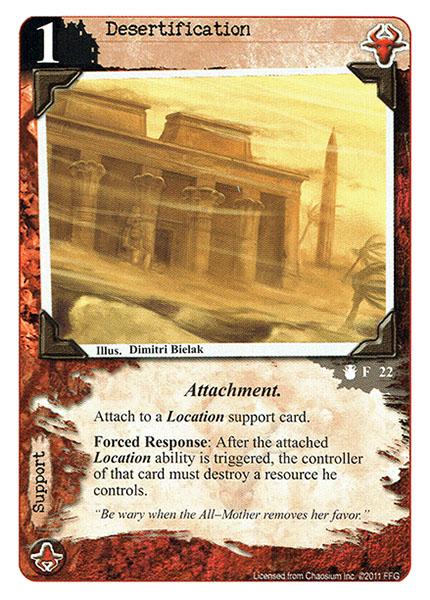 1
Desertification
Illus. Dimitri Bielak
F 22
Attachment.
Attach to a Location support card.
Forced Response: After the attached
Location ability is triggered, the controller
of that card must destroy a resource he
controls.
“Be wary when the All–Mother removes her favor.”
Support
Licensed from Chaosium Inc. ©2011 FFG